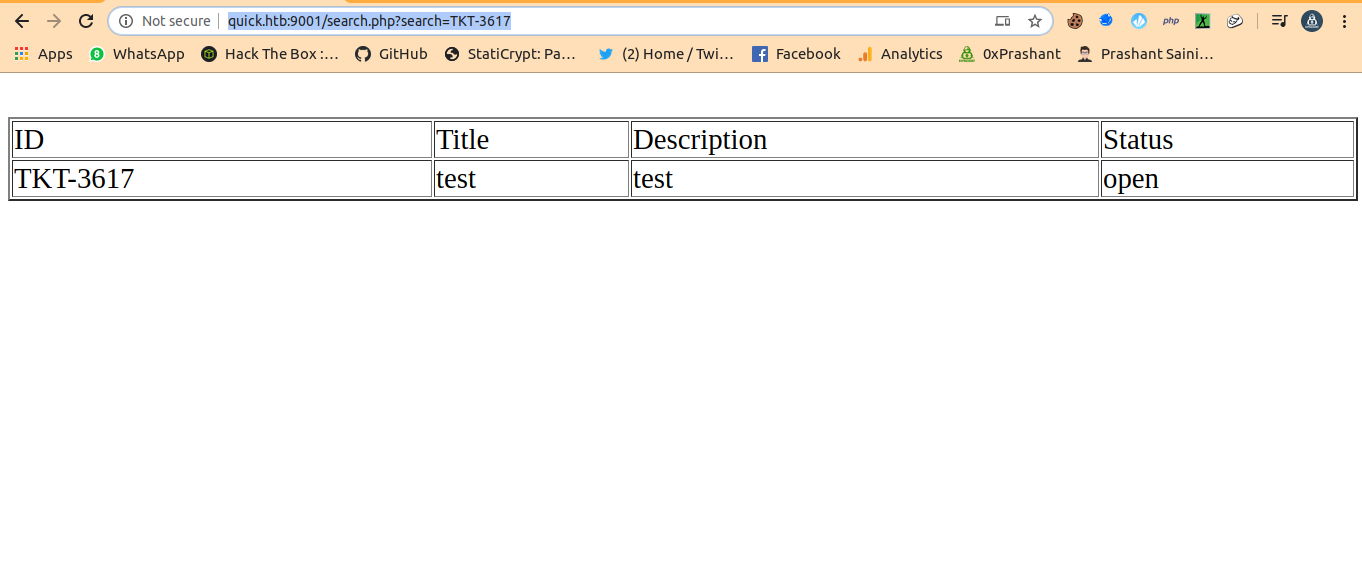 Not secure quick.htb:9001/search.php?search=TKT-3617 php
Apps 8 WhatsApp Hack The Box :... GitHub StatiCrypt: Pa... (2) Home / Twi... Facebook Analytics 0xPrashant Prashant Saini...
ID Title Description Status
TKT-3617 test test open